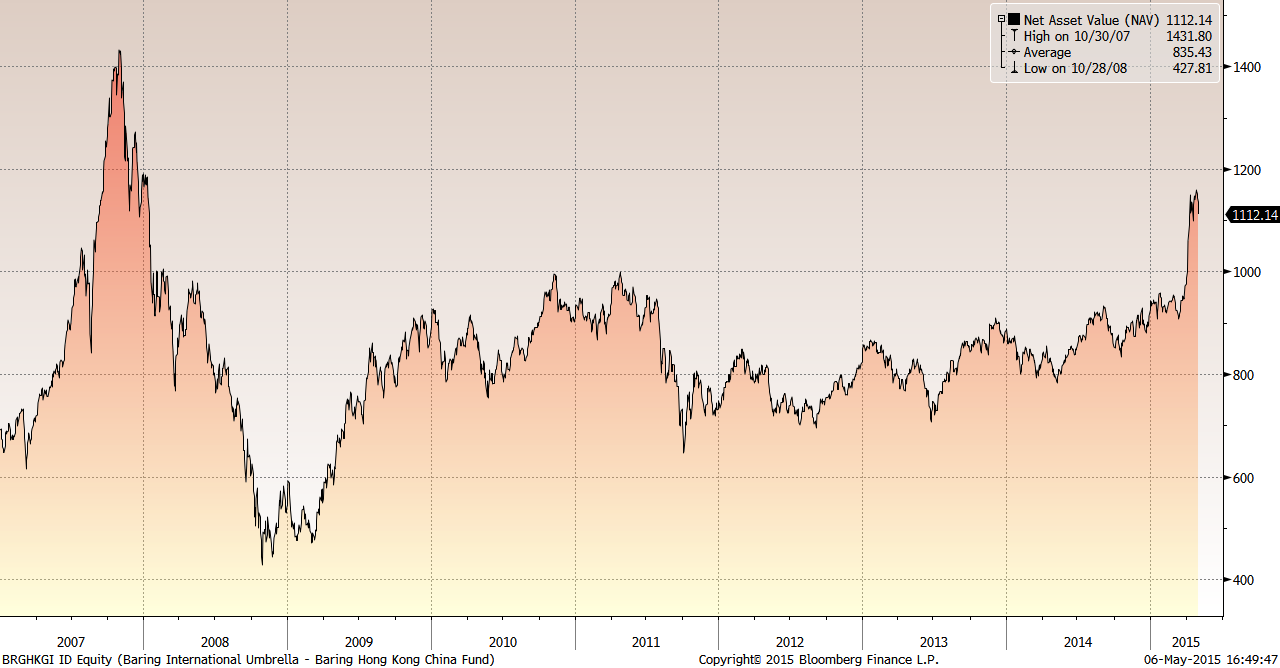 Net Asset Value (NAV) 1112.14
High on 10/30/07 1431.80
Average 835.43
Low on 10/28/08 427.81
1400
1200
1112.14
1000
800
600
400
2007 2008 2009 2010 2011 2012 2013 2014 2015
BRGHKGI ID Equity (Baring International Umbrella - Baring Hong Kong China Fund) Copyright© 2015 Bloomberg Finance L.P. 06-May-2015 16:49:47